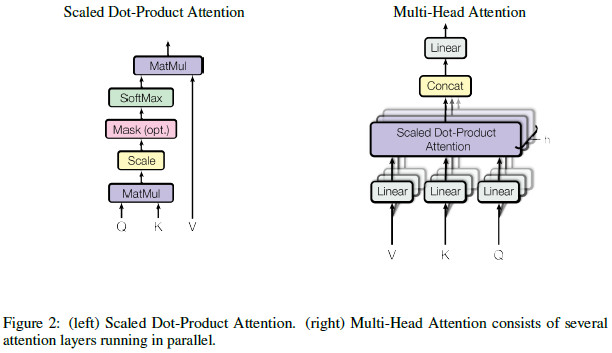 Scaled Dot-Product Attention
MatMul
SoftMax
Mask (opt.)
Scale
MatMul
Q K V
Multi-Head Attention
Linear
Concat
Scaled Dot-Product
Attention
h
Linear Linear Linear
V K Q
Figure 2: (left) Scaled Dot-Product Attention. (right) Multi-Head Attention consists of several
attention layers running in parallel.